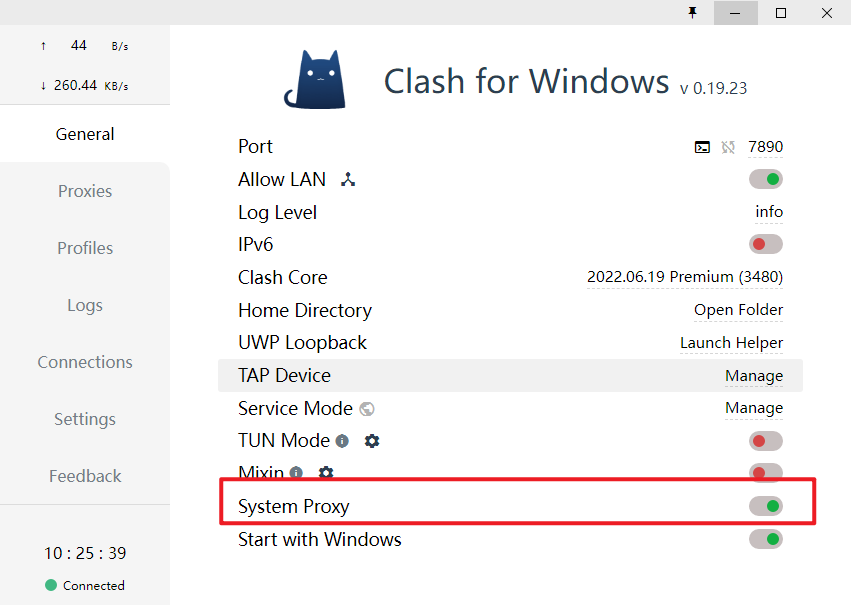 ↑ 44 B/s
↓ 260.44 KB/s
General
Proxies
Profiles
Logs
Connections
Settings
Feedback
10 : 25 : 39
Connected
Clash for Windows v 0.19.23
Port 7890
Allow LAN
Log Level info
IPv6
Clash Core 2022.06.19 Premium (3480)
Home Directory Open Folder
UWP Loopback Launch Helper
TAP Device Manage
Service Mode Manage
TUN Mode
Mixin
System Proxy
Start with Windows